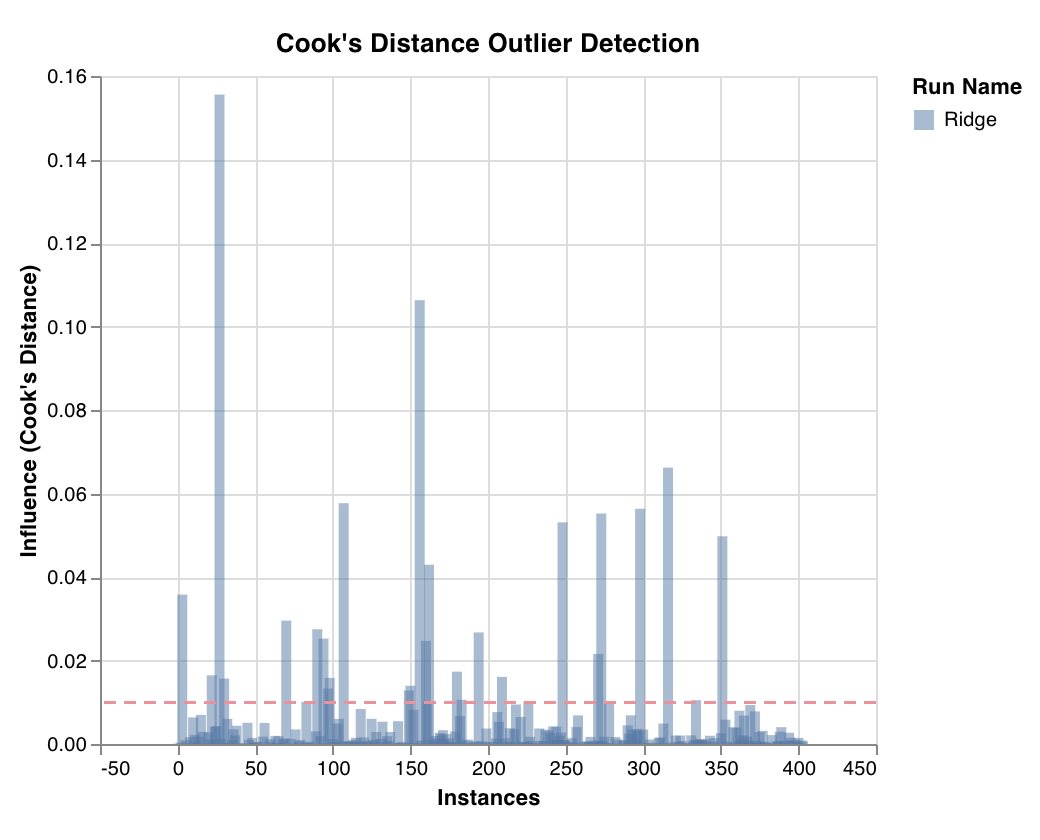 Cook's Distance Outlier Detection
Run Name
Ridge
Influence (Cook's Distance)
0.16
0.14
0.12
0.10
0.08
0.06
0.04
0.02
0.00
-50 0 50 100 150 200 250 300 350 400 450
Instances